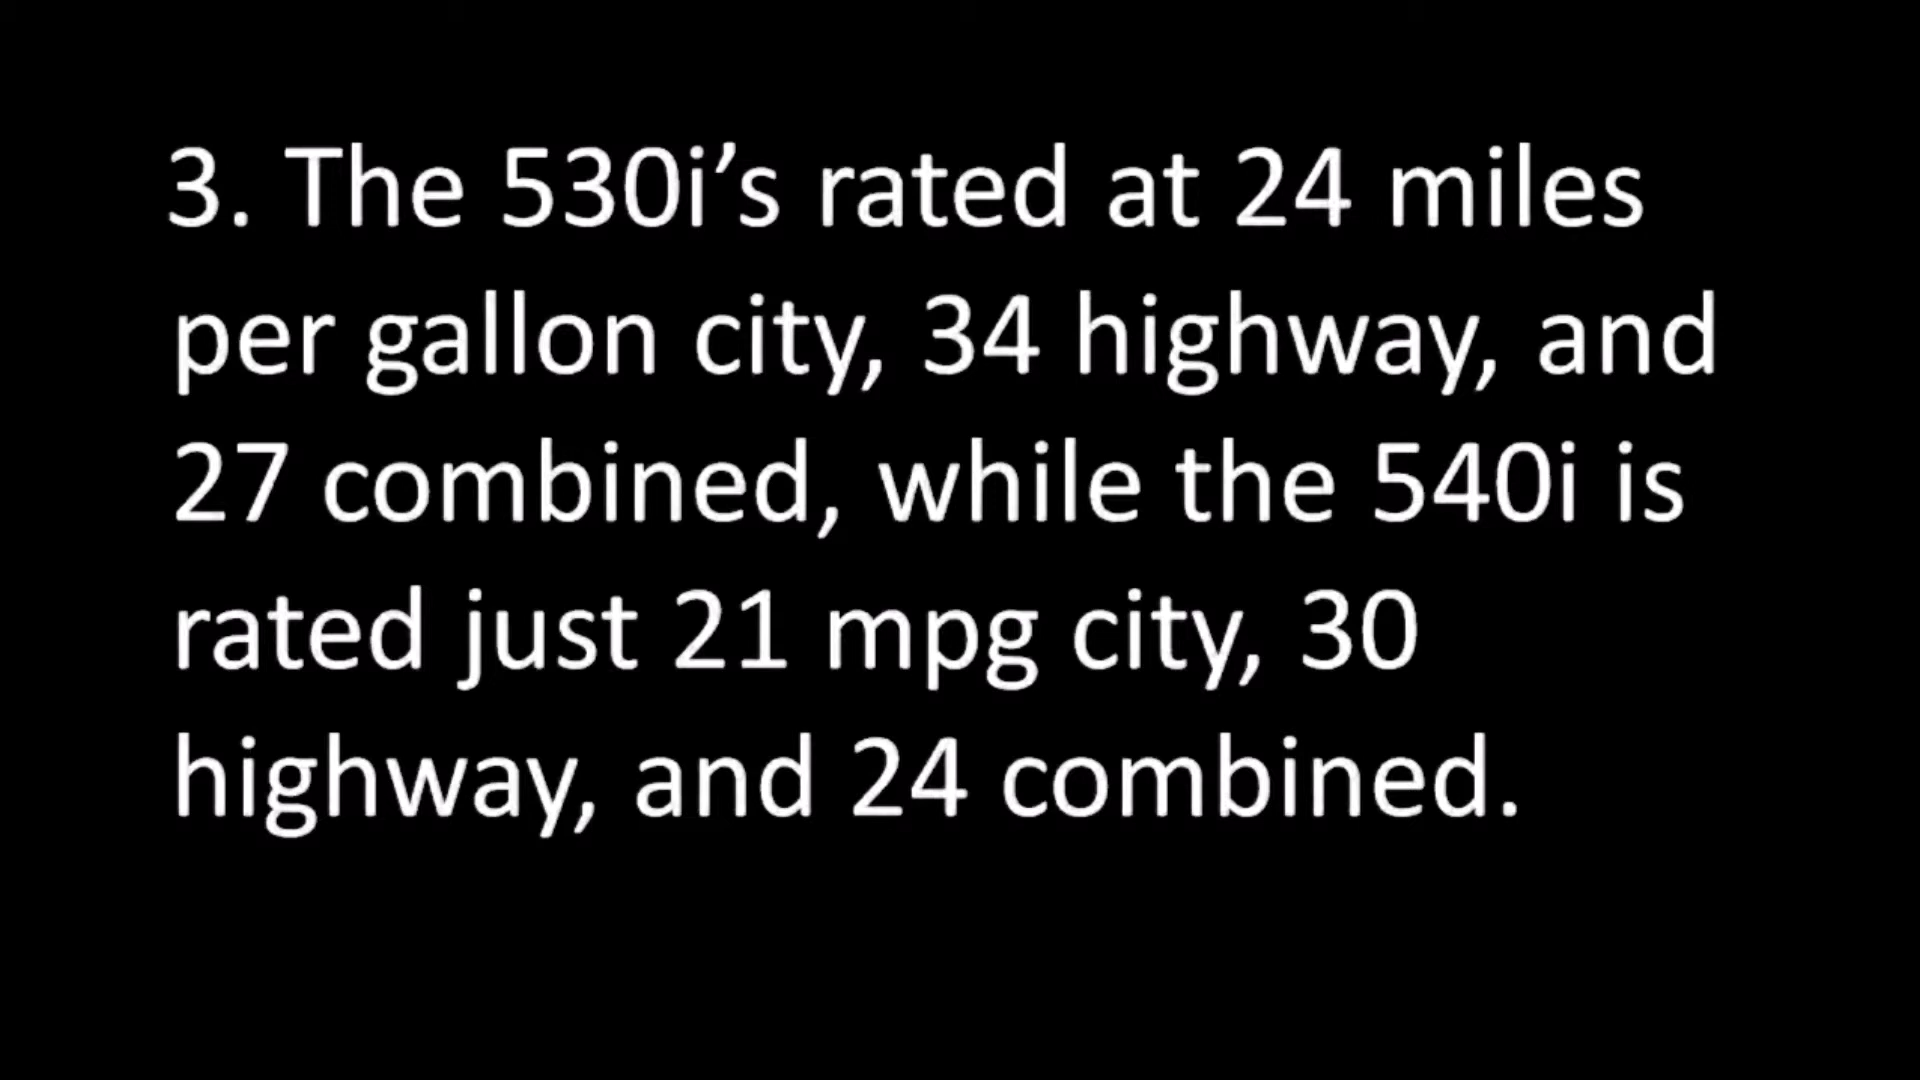 3. The 530i’s rated at 24 miles
per gallon city, 34 highway, and
27 combined, while the 540i is
rated just 21 mpg city, 30
highway, and 24 combined.